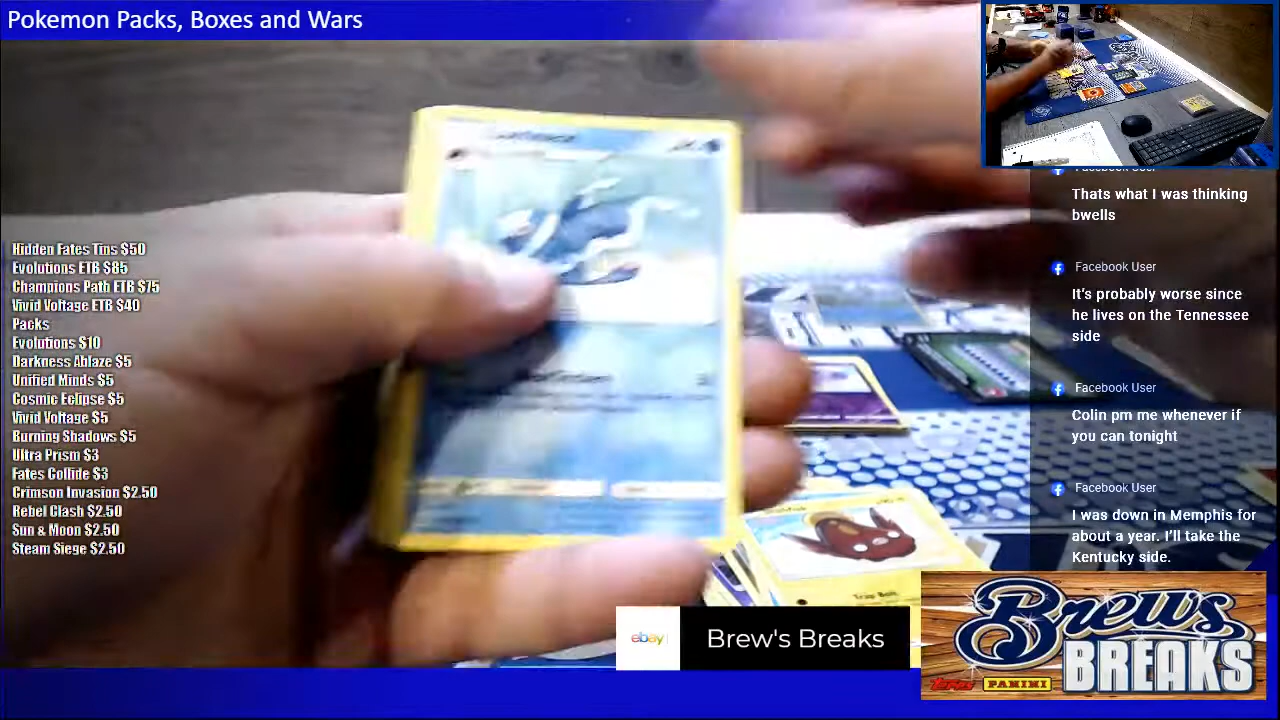 Pokemon Packs, Boxes and Wars
Hidden Fates Tins $50
Evolutions ETB $85
Champions Path ETB $75
Vivid Voltage ETB $40
Packs
Evolutions $10
Darkness Ablaze $5
Unified Minds $5
Cosmic Eclipse $5
Vivid Voltage $5
Burning Shadows $5
Ultra Prism $3
Fates Collide $3
Crimson Invasion $2.50
Rebel Clash $2.50
Sun & Moon $2.50
Steam Siege $2.50
Facebook User
Thats what I was thinking
bwells
Facebook User
It's probably worse since
he lives on the Tennessee
side
Facebook User
Colin pm me whenever if
you can tonight
Facebook User
I was down in Memphis for
about a year. I'll take the
Kentucky side.
Trap Bolt
ebay
Brew's Breaks
Brew's
BREAKS
Topps PANINI